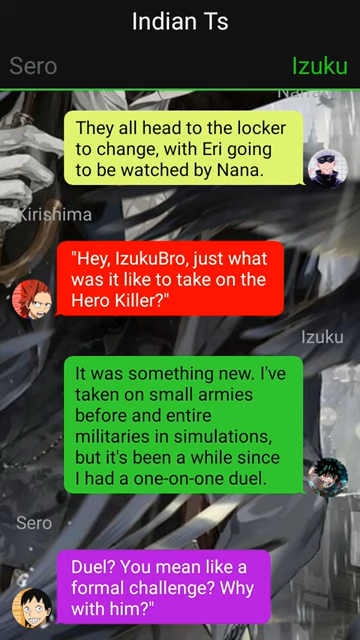 Indian Ts
Sero
Izuku
They all head to the locker
to change, with Eri going
to be watched by Nana.
Kirishima
"Hey, IzukuBro, just what
was it like to take on the
Hero Killer?"
Izuku
It was something new. I've
taken on small armies
before and entire
militaries in simulations,
but it's been a while since
I had a one-on-one duel.
Sero
Duel? You mean like a
formal challenge? Why
with him?"